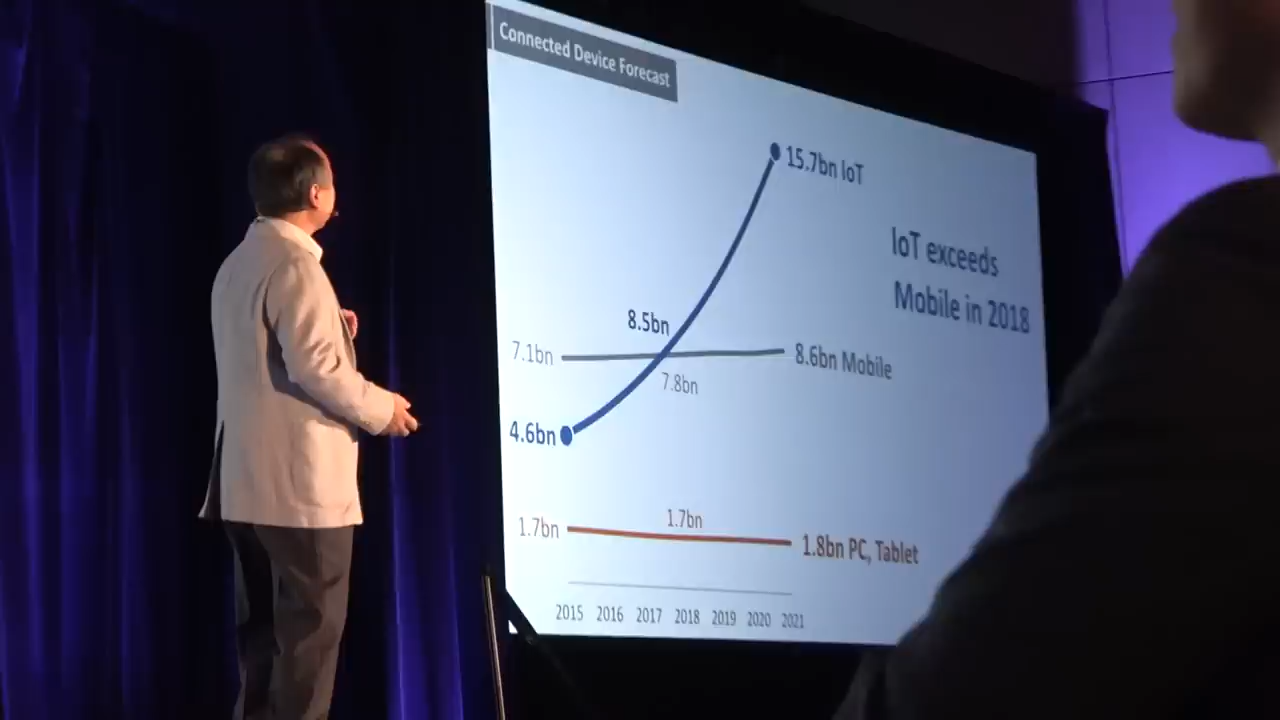 Connected Device Forecast
15.7bn IoT
IoT exceeds
Mobile in 2018
8.5bn
7.1bn
8.6bn Mobile
7.8bn
4.6bn
1.7bn
1.7bn
1.8bn PC, Tablet
2015 2016 2017 2018 2019 2020 2021